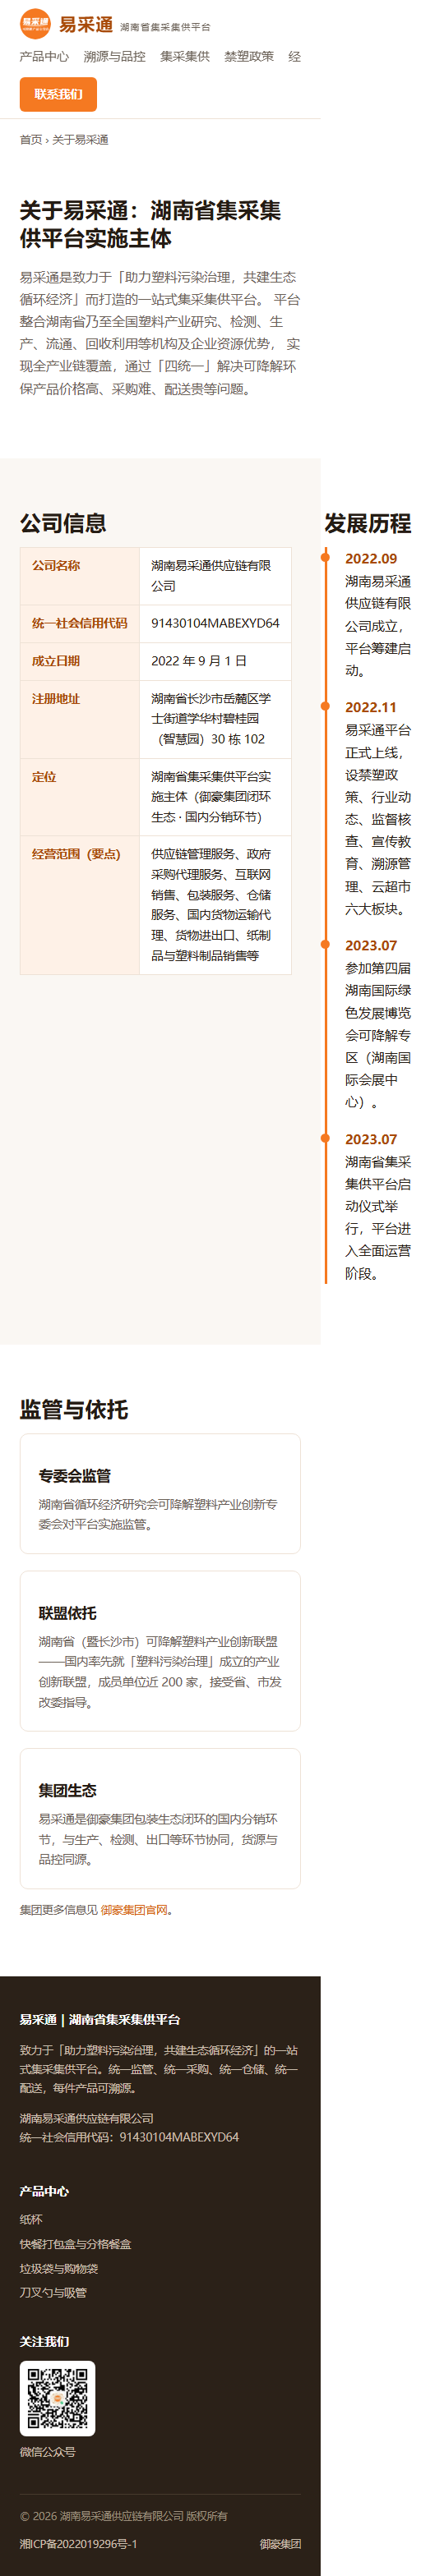 易采通 湖南省集采集供平台
产品中心 溯源与品控 集采集供 禁塑政策 经
联系我们
首页 › 关于易采通
关于易采通：湖南省集采集
供平台实施主体
易采通是致力于「助力塑料污染治理，共建生态
循环经济」而打造的一站式集采集供平台。 平台
整合湖南省乃至全国塑料产业研究、检测、生
产、流通、回收利用等机构及企业资源优势， 实
现全产业链覆盖，通过「四统一」解决可降解环
保产品价格高、采购难、配送贵等问题。
公司信息
公司名称 湖南易采通供应链有限
公司
统一社会信用代码 91430104MABEXYD64
成立日期 2022 年 9 月 1 日
注册地址 湖南省长沙市岳麓区学
士街道学华村碧桂园
（智慧园）30 栋 102
定位 湖南省集采集供平台实
施主体（御豪集团闭环
生态 · 国内分销环节）
经营范围（要点） 供应链管理服务、政府
采购代理服务、互联网
销售、包装服务、仓储
服务、国内货物运输代
理、货物进出口、纸制
品与塑料制品销售等
发展历程
2022.09
湖南易采通
供应链有限
公司成立，
平台筹建启
动。
2022.11
易采通平台
正式上线，
设禁塑政
策、行业动
态、监督核
查、宣传教
育、溯源管
理、云超市
六大板块。
2023.07
参加第四届
湖南国际绿
色发展博览
会可降解专
区（湖南国
际会展中
心）。
2023.07
湖南省集采
集供平台启
动仪式举
行，平台进
入全面运营
阶段。
监管与依托
专委会监管
湖南省循环经济研究会可降解塑料产业创新专
委会对平台实施监管。
联盟依托
湖南省（暨长沙市）可降解塑料产业创新联盟
——国内率先就「塑料污染治理」成立的产业
创新联盟，成员单位近 200 家，接受省、市发
改委指导。
集团生态
易采通是御豪集团包装生态闭环的国内分销环
节，与生产、检测、出口等环节协同，货源与
品控同源。
集团更多信息见 御豪集团官网。
易采通 | 湖南省集采集供平台
致力于「助力塑料污染治理，共建生态循环经济」的一站
式集采集供平台。统一监管、统一采购、统一仓储、统一
配送，每件产品可溯源。
湖南易采通供应链有限公司
统一社会信用代码：91430104MABEXYD64
产品中心
纸杯
快餐打包盒与分格餐盒
垃圾袋与购物袋
刀叉勺与吸管
关注我们
微信公众号
© 2026 湖南易采通供应链有限公司 版权所有
湘ICP备2022019296号-1 御豪集团